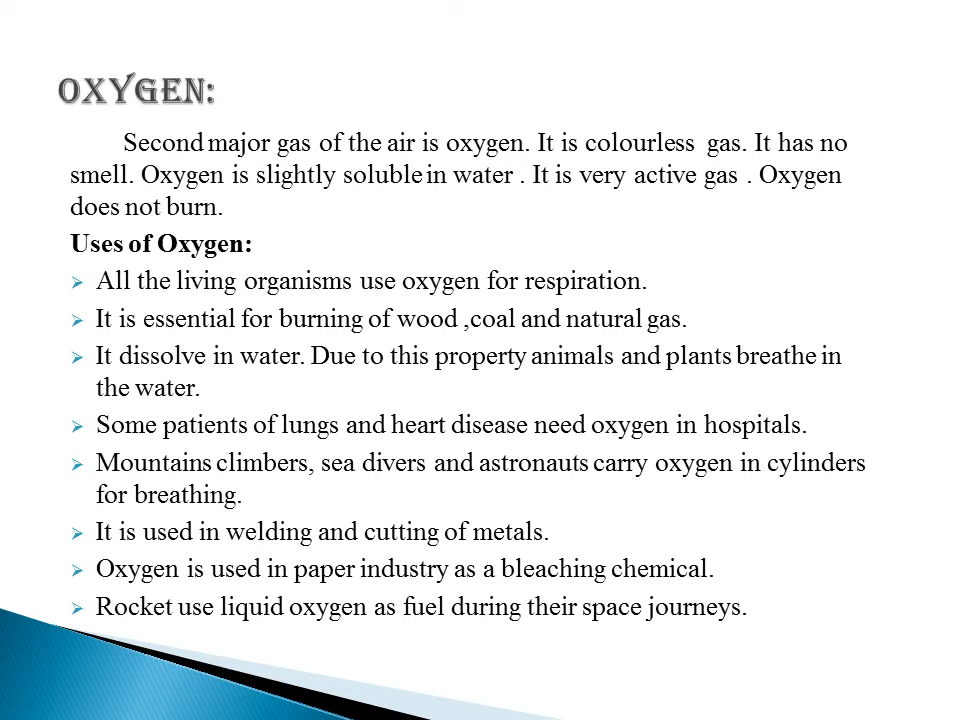 OXYGEN:
Second major gas of the air is oxygen. It is colourless gas. It has no
smell. Oxygen is slightly soluble in water . It is very active gas . Oxygen
does not burn.
Uses of Oxygen:
All the living organisms use oxygen for respiration.
It is essential for burning of wood ,coal and natural gas.
It dissolve in water. Due to this property animals and plants breathe in
the water.
Some patients of lungs and heart disease need oxygen in hospitals.
Mountains climbers, sea divers and astronauts carry oxygen in cylinders
for breathing.
It is used in welding and cutting of metals.
Oxygen is used in paper industry as a bleaching chemical.
Rocket use liquid oxygen as fuel during their space journeys.